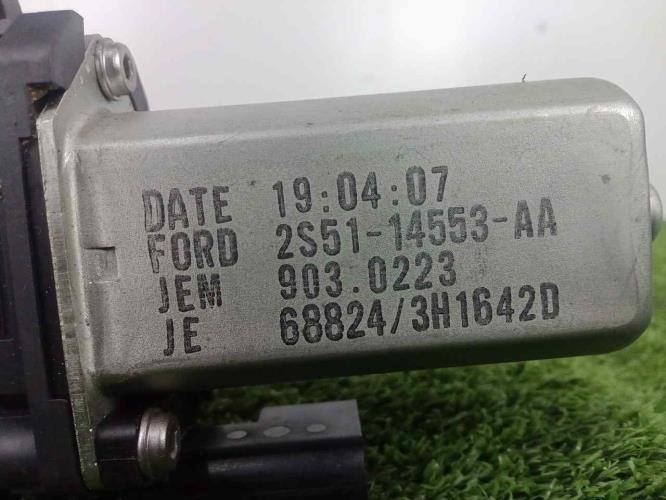 DATE 19:04:07
FORD 2S51-14553-AA
JEM 903.0223
JE 68824/3H1642D